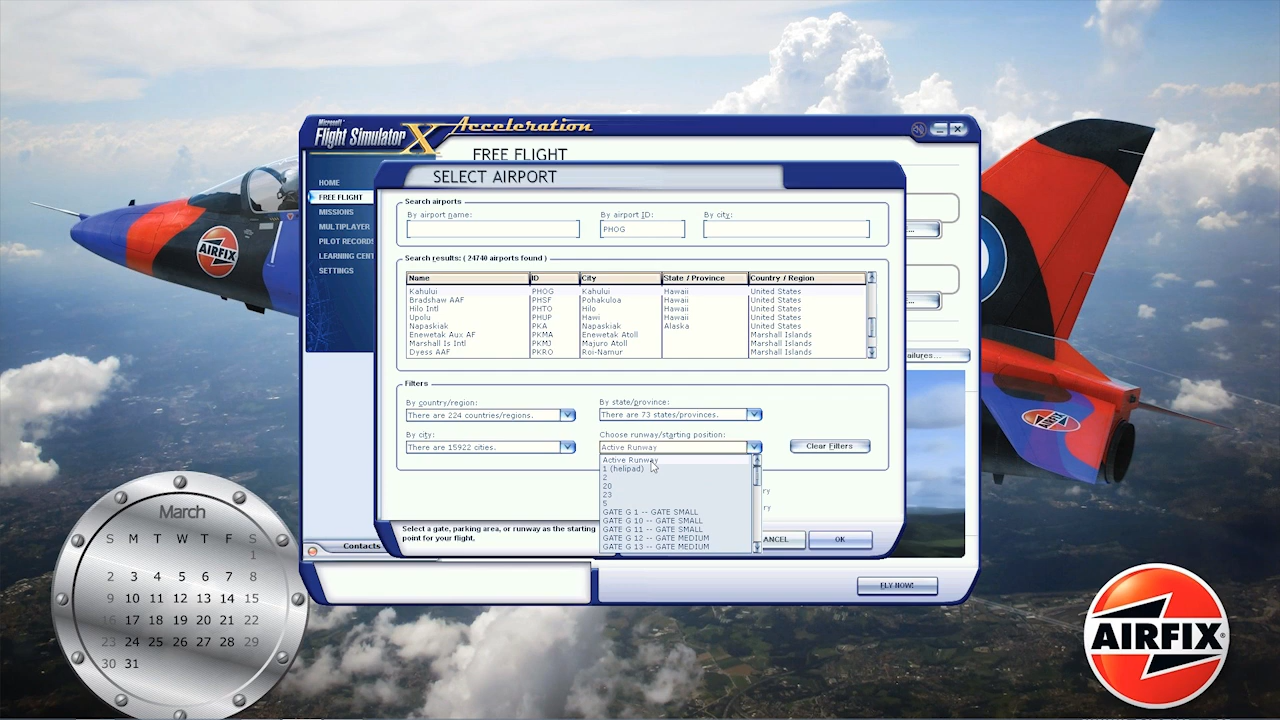 Microsoft
Flight Simulator X Acceleration
FREE FLIGHT
SELECT AIRPORT
HOME
FREE FLIGHT
MISSIONS
MULTIPLAYER
PILOT RECORDS
LEARNING CENT
SETTINGS
Search airports
By airport name:
By airport ID:
By city:
PHOG
Search results: ( 24740 airports found )
Name ID City State / Province Country / Region
Kahului PHOG Kahului Hawaii United States
Bradshaw AAF PHSF Pohakuloa Hawaii United States
Hilo Intl PHTO Hilo Hawaii United States
Upolu PHUP Hawi Hawaii United States
Napaskiak PKA Napaskiak Alaska United States
Enewetak Aux AF PKMA Enewetak Atoll Marshall Islands
Marshall Is Intl PKMJ Majuro Atoll Marshall Islands
Dyess AAF PKRO Roi-Namur Marshall Islands
ailures...
Filters
By country/region:
By state/province:
There are 224 countries/regions.
There are 73 states/provinces.
By city:
Choose runway/starting position:
There are 15922 cities.
Active Runway
Clear Filters
Active Runway
1 (helipad)
2
20
23
5
GATE G 1 -- GATE SMALL
GATE G 10 -- GATE SMALL
GATE G 11 -- GATE SMALL
GATE G 12 -- GATE MEDIUM
GATE G 13 -- GATE MEDIUM
ry
ry
Select a gate, parking area, or runway as the starting
point for your flight.
ANCEL
OK
Contacts
FLY NOW!
AIRFIX
March
S M T W T F S
1
2 3 4 5 6 7 8
9 10 11 12 13 14 15
16 17 18 19 20 21 22
23 24 25 26 27 28 29
30 31
AIRFIX